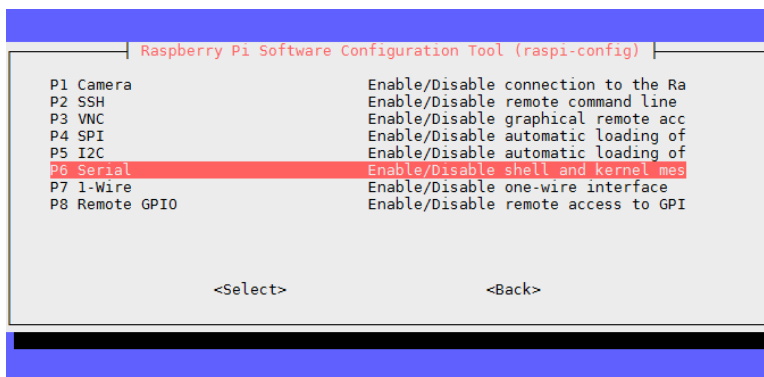 Raspberry Pi Software Configuration Tool (raspi-config)
P1 Camera Enable/Disable connection to the Ra
P2 SSH Enable/Disable remote command line
P3 VNC Enable/Disable graphical remote acc
P4 SPI Enable/Disable automatic loading of
P5 I2C Enable/Disable automatic loading of
P6 Serial Enable/Disable shell and kernel mes
P7 1-Wire Enable/Disable one-wire interface
P8 Remote GPIO Enable/Disable remote access to GPI
<Select> <Back>